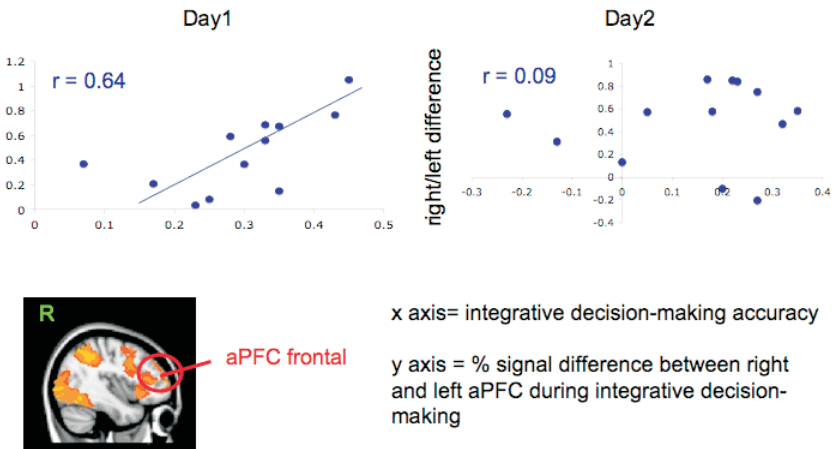 Day1
Day2
r = 0.64
1.2
1
0.8
0.6
0.4
0.2
0
0
0.1
0.2
0.3
0.4
0.5
right/left difference
r = 0.09
1
0.8
0.6
0.4
0.2
0
-0.2
-0.4
-0.3
-0.2
-0.1
0
0.1
0.2
0.3
0.4
R
aPFC frontal
x axis= integrative decision-making accuracy
y axis = % signal difference between right
and left aPFC during integrative decision-
making